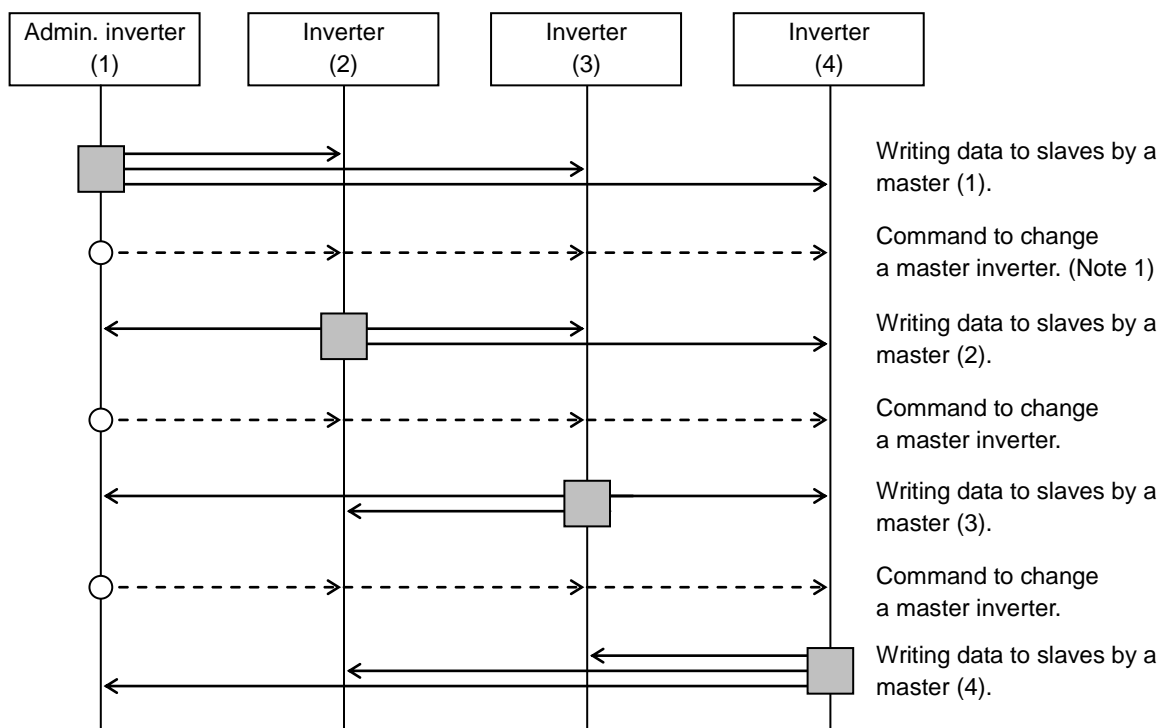 Admin. inverter
(1)
Inverter
(2)
Inverter
(3)
Inverter
(4)
Writing data to slaves by a
master (1).
Command to change
a master inverter. (Note 1)
Writing data to slaves by a
master (2).
Command to change
a master inverter.
Writing data to slaves by a
master (3).
Command to change
a master inverter.
Writing data to slaves by a
master (4).